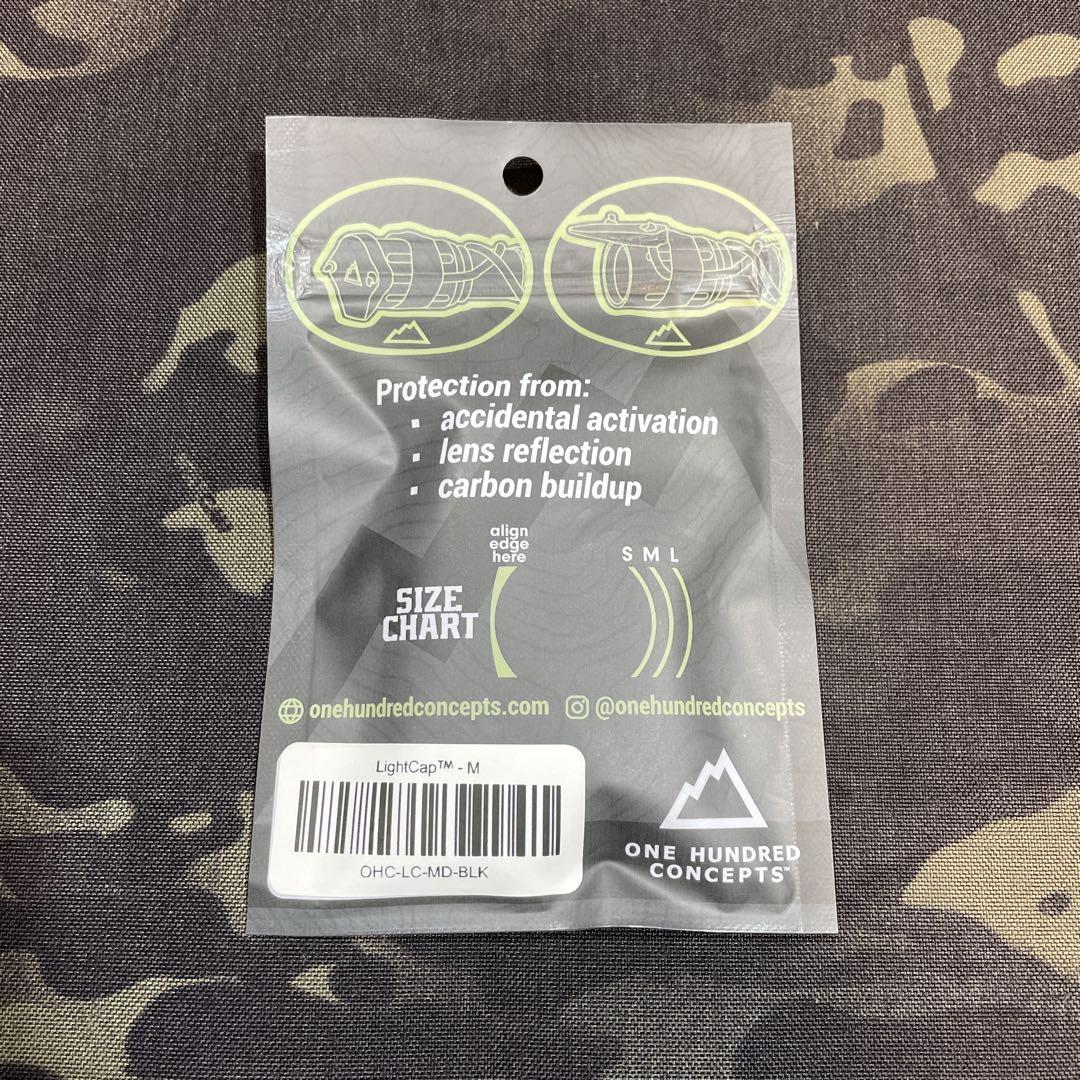 Protection from:
▪ accidental activation
▪ lens reflection
▪ carbon buildup
align
edge
here
S M L
SIZE
CHART
onehundredconcepts.com @onehundredconcepts
LightCap™ - M
OHC-LC-MD-BLK
ONE HUNDRED
CONCEPTS™